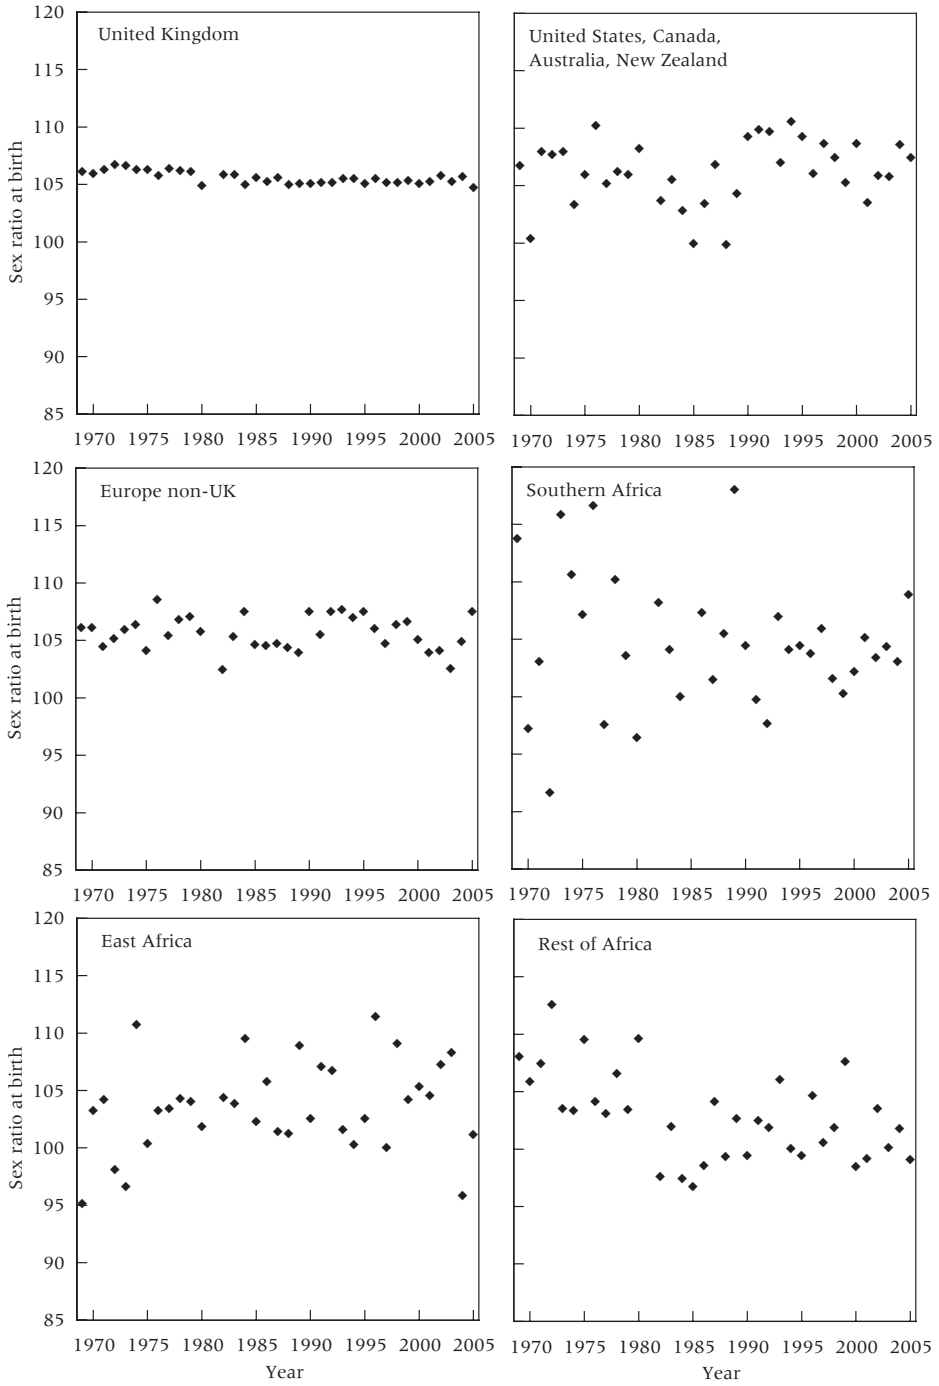 120
115
110
105
100
95
90
85
Sex ratio at birth
United Kingdom
1970 1975 1980 1985 1990 1995 2000 2005
United States, Canada,
Australia, New Zealand
1970 1975 1980 1985 1990 1995 2000 2005
120
115
110
105
100
95
90
85
Sex ratio at birth
Europe non-UK
1970 1975 1980 1985 1990 1995 2000 2005
Southern Africa
1970 1975 1980 1985 1990 1995 2000 2005
120
115
110
105
100
95
90
85
Sex ratio at birth
East Africa
1970 1975 1980 1985 1990 1995 2000 2005
Year
Rest of Africa
1970 1975 1980 1985 1990 1995 2000 2005
Year